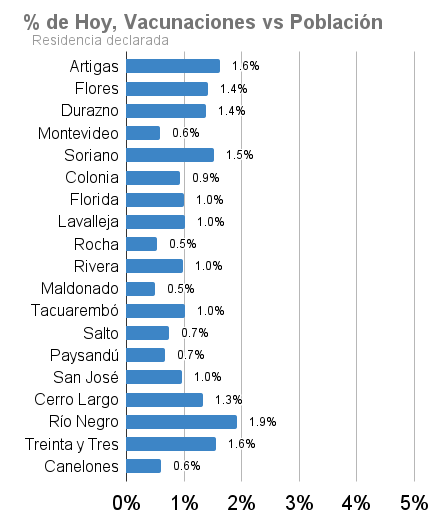 % de Hoy, Vacunaciones vs Población
Residencia declarada
Artigas 1.6%
Flores 1.4%
Durazno 1.4%
Montevideo 0.6%
Soriano 1.5%
Colonia 0.9%
Florida 1.0%
Lavalleja 1.0%
Rocha 0.5%
Rivera 1.0%
Maldonado 0.5%
Tacuarembó 1.0%
Salto 0.7%
Paysandú 0.7%
San José 1.0%
Cerro Largo 1.3%
Río Negro 1.9%
Treinta y Tres 1.6%
Canelones 0.6%
0% 1% 2% 3% 4% 5%